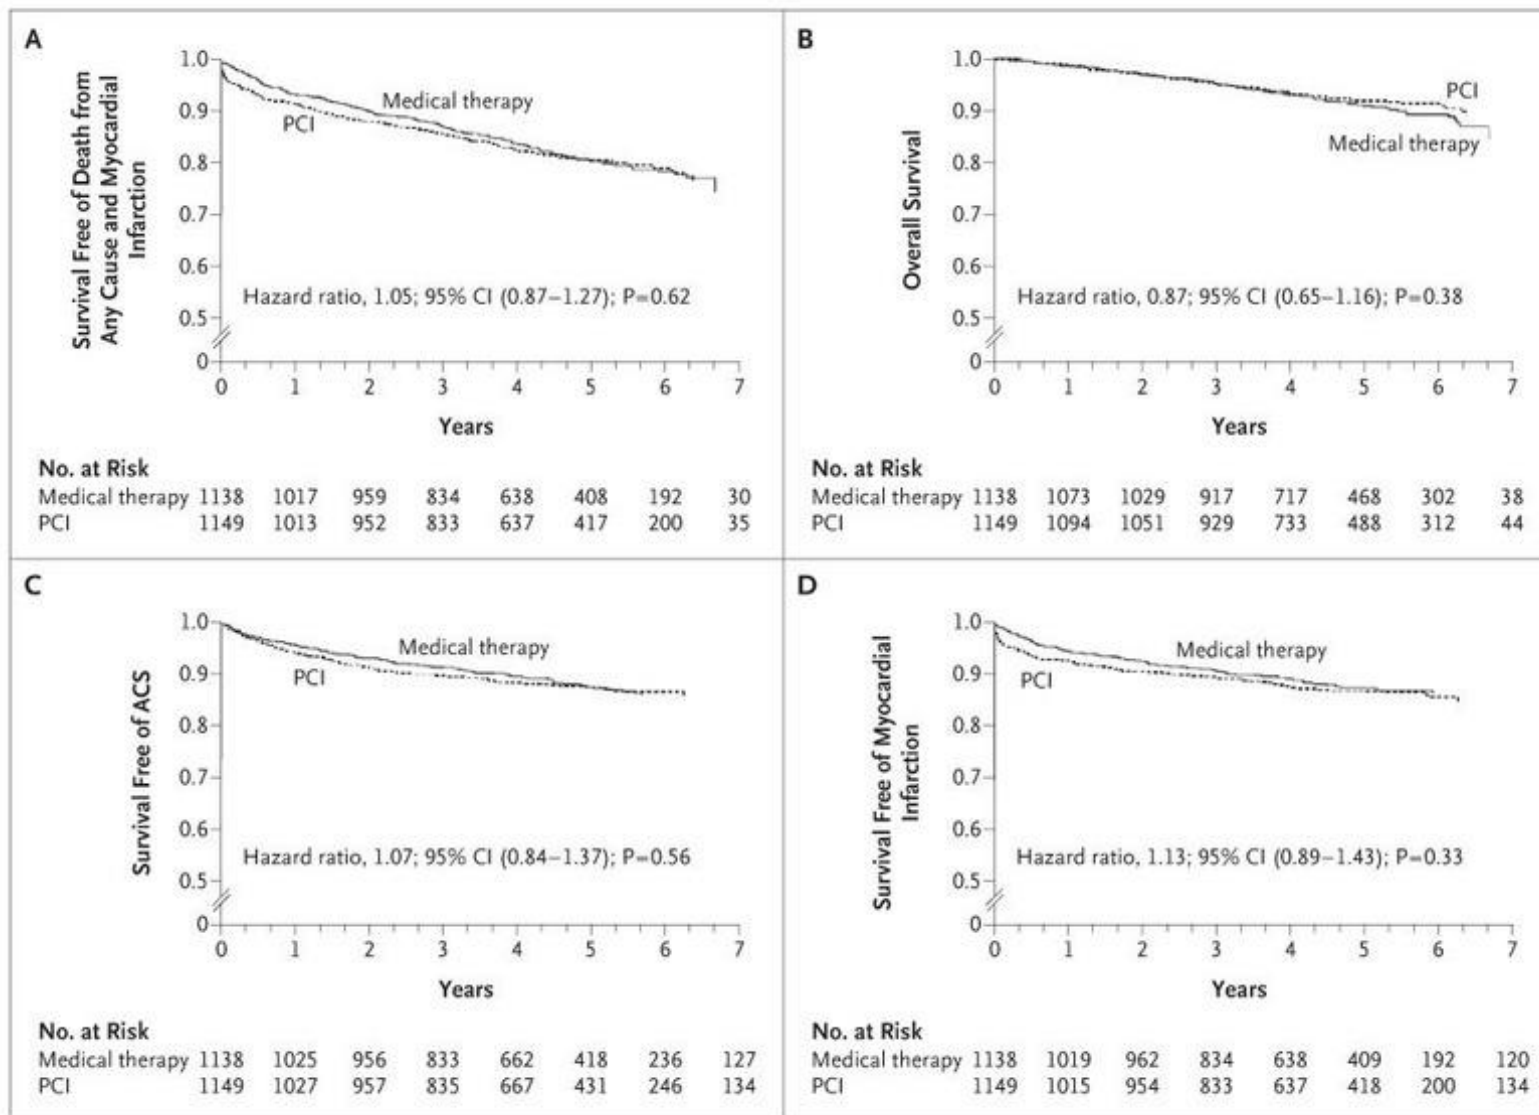 A
Survival Free of Death from
Any Cause and Myocardial
Infarction
1.0
0.9
0.8
0.7
0.6
0.5
0
Medical therapy
PCI
Hazard ratio, 1.05; 95% CI (0.87–1.27); P=0.62
0 1 2 3 4 5 6 7
Years
No. at Risk
Medical therapy 1138 1017 959 834 638 408 192 30
PCI 1149 1013 952 833 637 417 200 35
B
Overall Survival
1.0
0.9
0.8
0.7
0.6
0.5
0
PCI
Medical therapy
Hazard ratio, 0.87; 95% CI (0.65–1.16); P=0.38
0 1 2 3 4 5 6 7
Years
No. at Risk
Medical therapy 1138 1073 1029 917 717 468 302 38
PCI 1149 1094 1051 929 733 488 312 44
C
Survival Free of ACS
1.0
0.9
0.8
0.7
0.6
0.5
0
Medical therapy
PCI
Hazard ratio, 1.07; 95% CI (0.84–1.37); P=0.56
0 1 2 3 4 5 6 7
Years
No. at Risk
Medical therapy 1138 1025 956 833 662 418 236 127
PCI 1149 1027 957 835 667 431 246 134
D
Survival Free of Myocardial
Infarction
1.0
0.9
0.8
0.7
0.6
0.5
0
Medical therapy
PCI
Hazard ratio, 1.13; 95% CI (0.89–1.43); P=0.33
0 1 2 3 4 5 6 7
Years
No. at Risk
Medical therapy 1138 1019 962 834 638 409 192 120
PCI 1149 1015 954 833 637 418 200 134